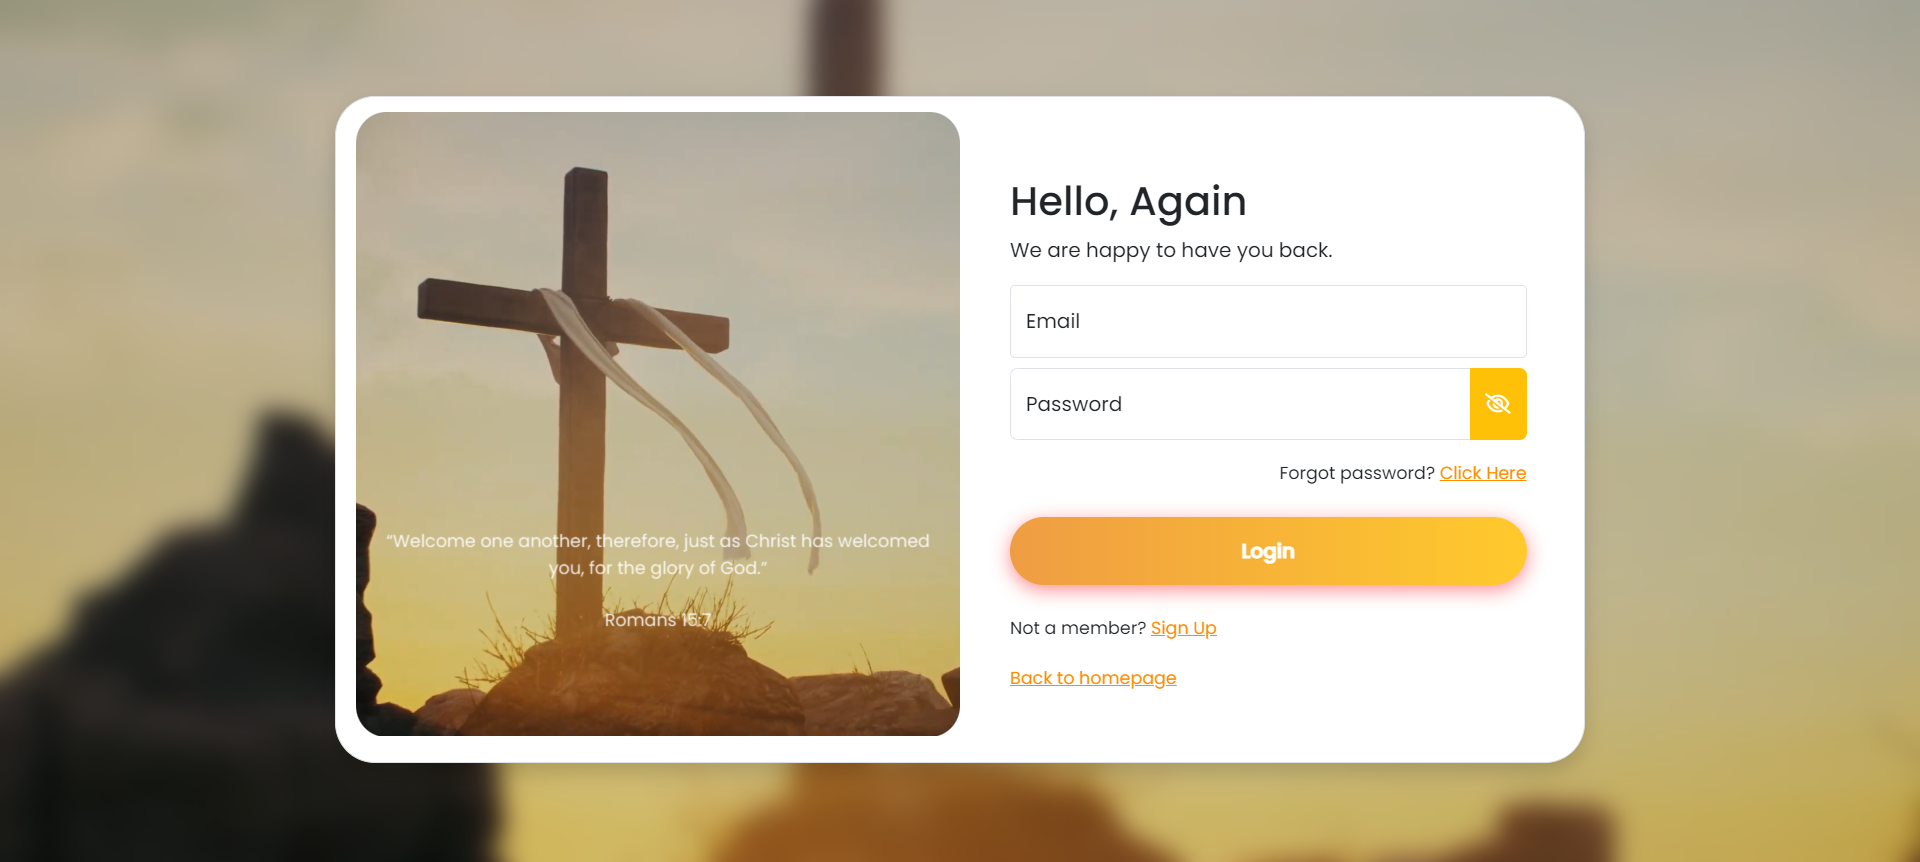 “Welcome one another, therefore, just as Christ has welcomed
you, for the glory of God.”
Romans 15:7
Hello, Again
We are happy to have you back.
Email
Password
Forgot password? Click Here
Login
Not a member? Sign Up
Back to homepage